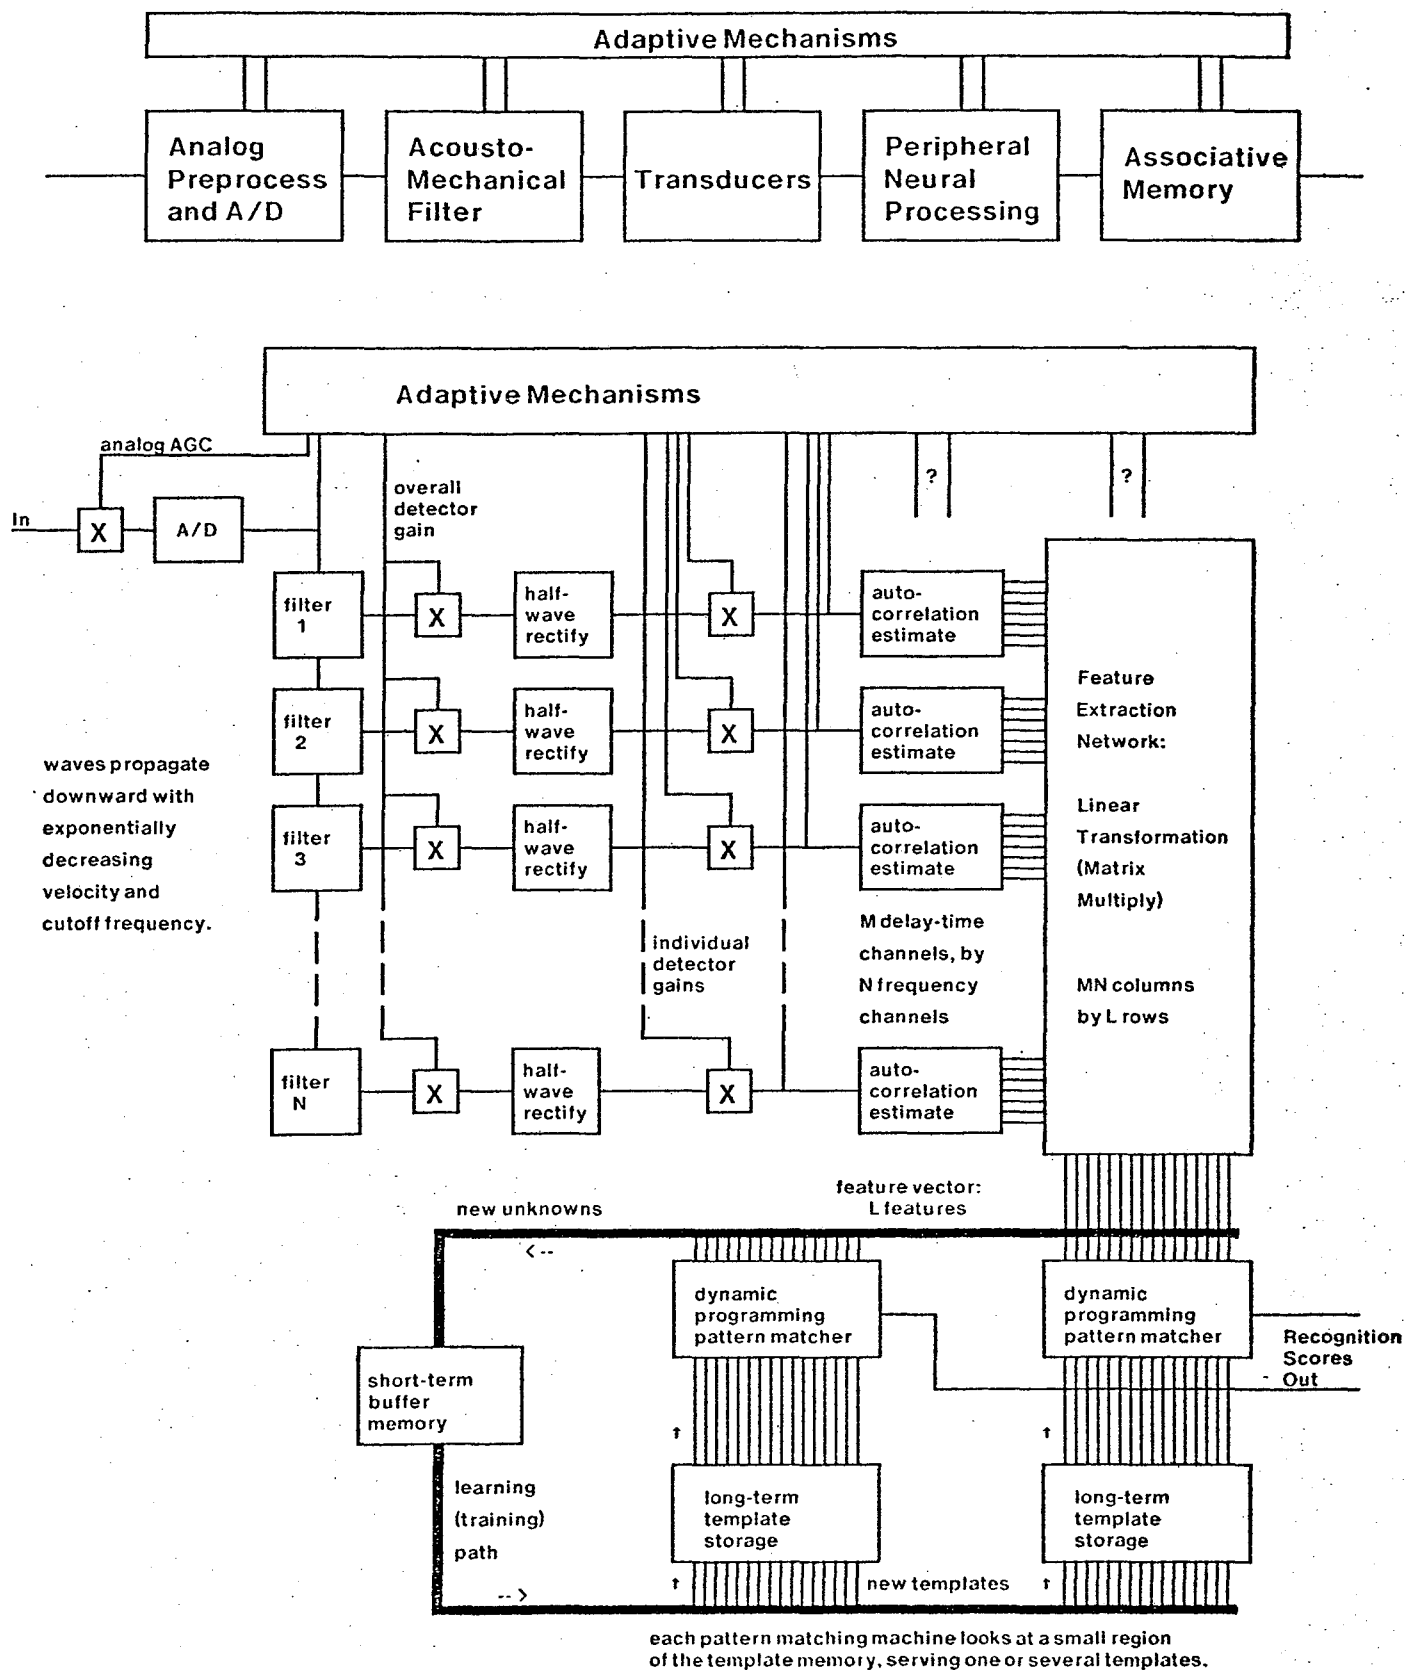 Adaptive Mechanisms
Analog
Preprocess
and A/D
Acousto-
Mechanical
Filter
Transducers
Peripheral
Neural
Processing
Associative
Memory
Adaptive Mechanisms
analog AGC
In
X
A/D
overall
detector
gain
?
?
filter
1
X
half-
wave
rectify
X
auto-
correlation
estimate
filter
2
X
half-
wave
rectify
X
auto-
correlation
estimate
filter
3
X
half-
wave
rectify
X
auto-
correlation
estimate
waves propagate
downward with
exponentially
decreasing
velocity and
cutoff frequency.
individual
detector
gains
M delay-time
channels, by
N frequency
channels
Feature
Extraction
Network:
Linear
Transformation
(Matrix
Multiply)
MN columns
by L rows
filter
N
X
half-
wave
rectify
X
auto-
correlation
estimate
new unknowns
<--
feature vector:
L features
dynamic
programming
pattern matcher
dynamic
programming
pattern matcher
Recognition
Scores
Out
short-term
buffer
memory
↑
↑
learning
(training)
path
long-term
template
storage
long-term
template
storage
-->
↑
new templates
↑
each pattern matching machine looks at a small region
of the template memory, serving one or several templates.